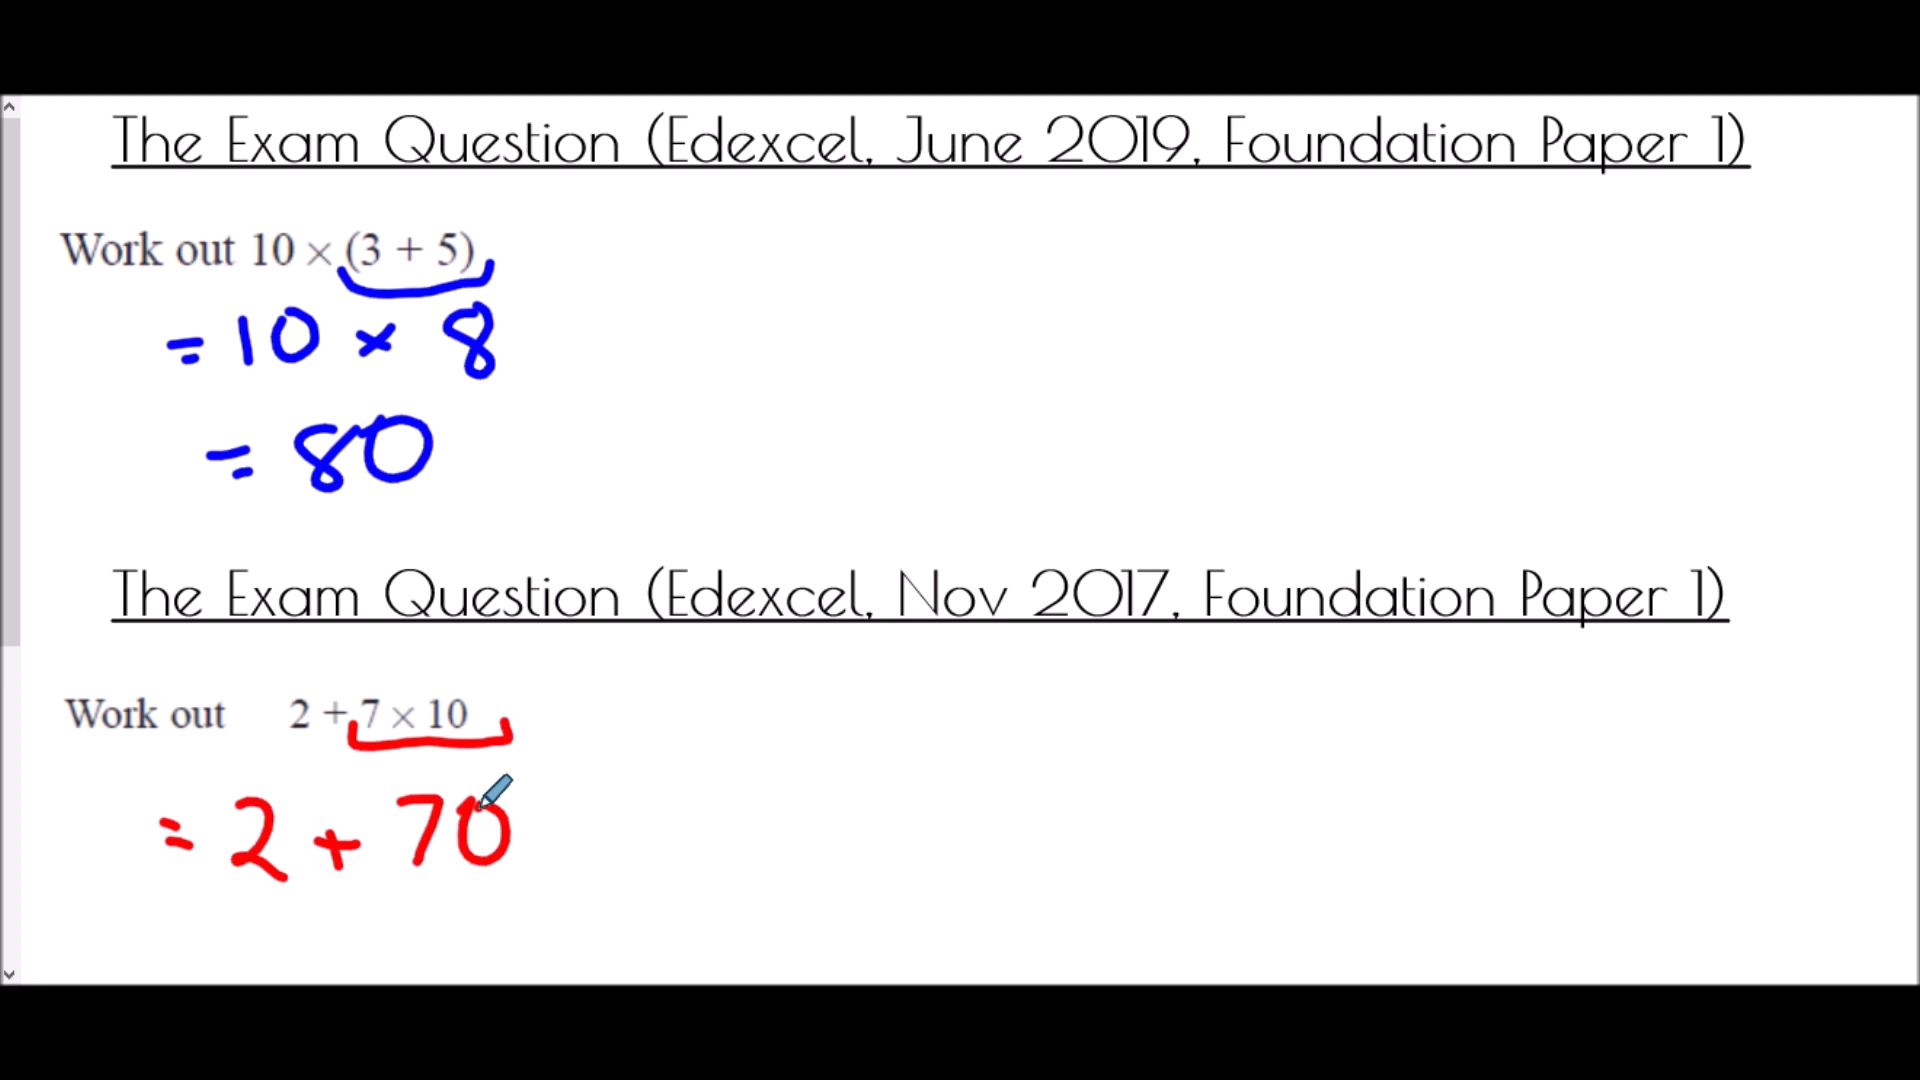 The Exam Question (Edexcel, June 2019, Foundation Paper 1)
Work out 10 × (3 + 5)
= 10 × 8
= 80
The Exam Question (Edexcel, Nov 2017, Foundation Paper 1)
Work out 2 + 7 × 10
= 2 + 70